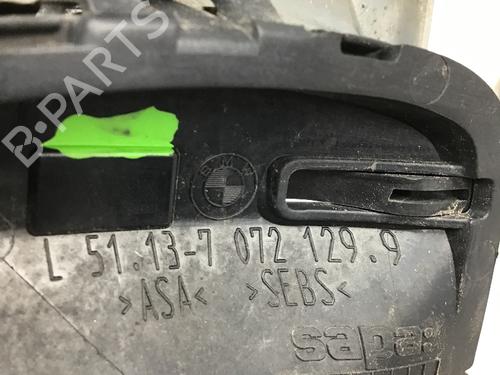 B-PARTS
BMW
L 51.13-7 072 129.9
>ASA< >SEBS<
sapa: